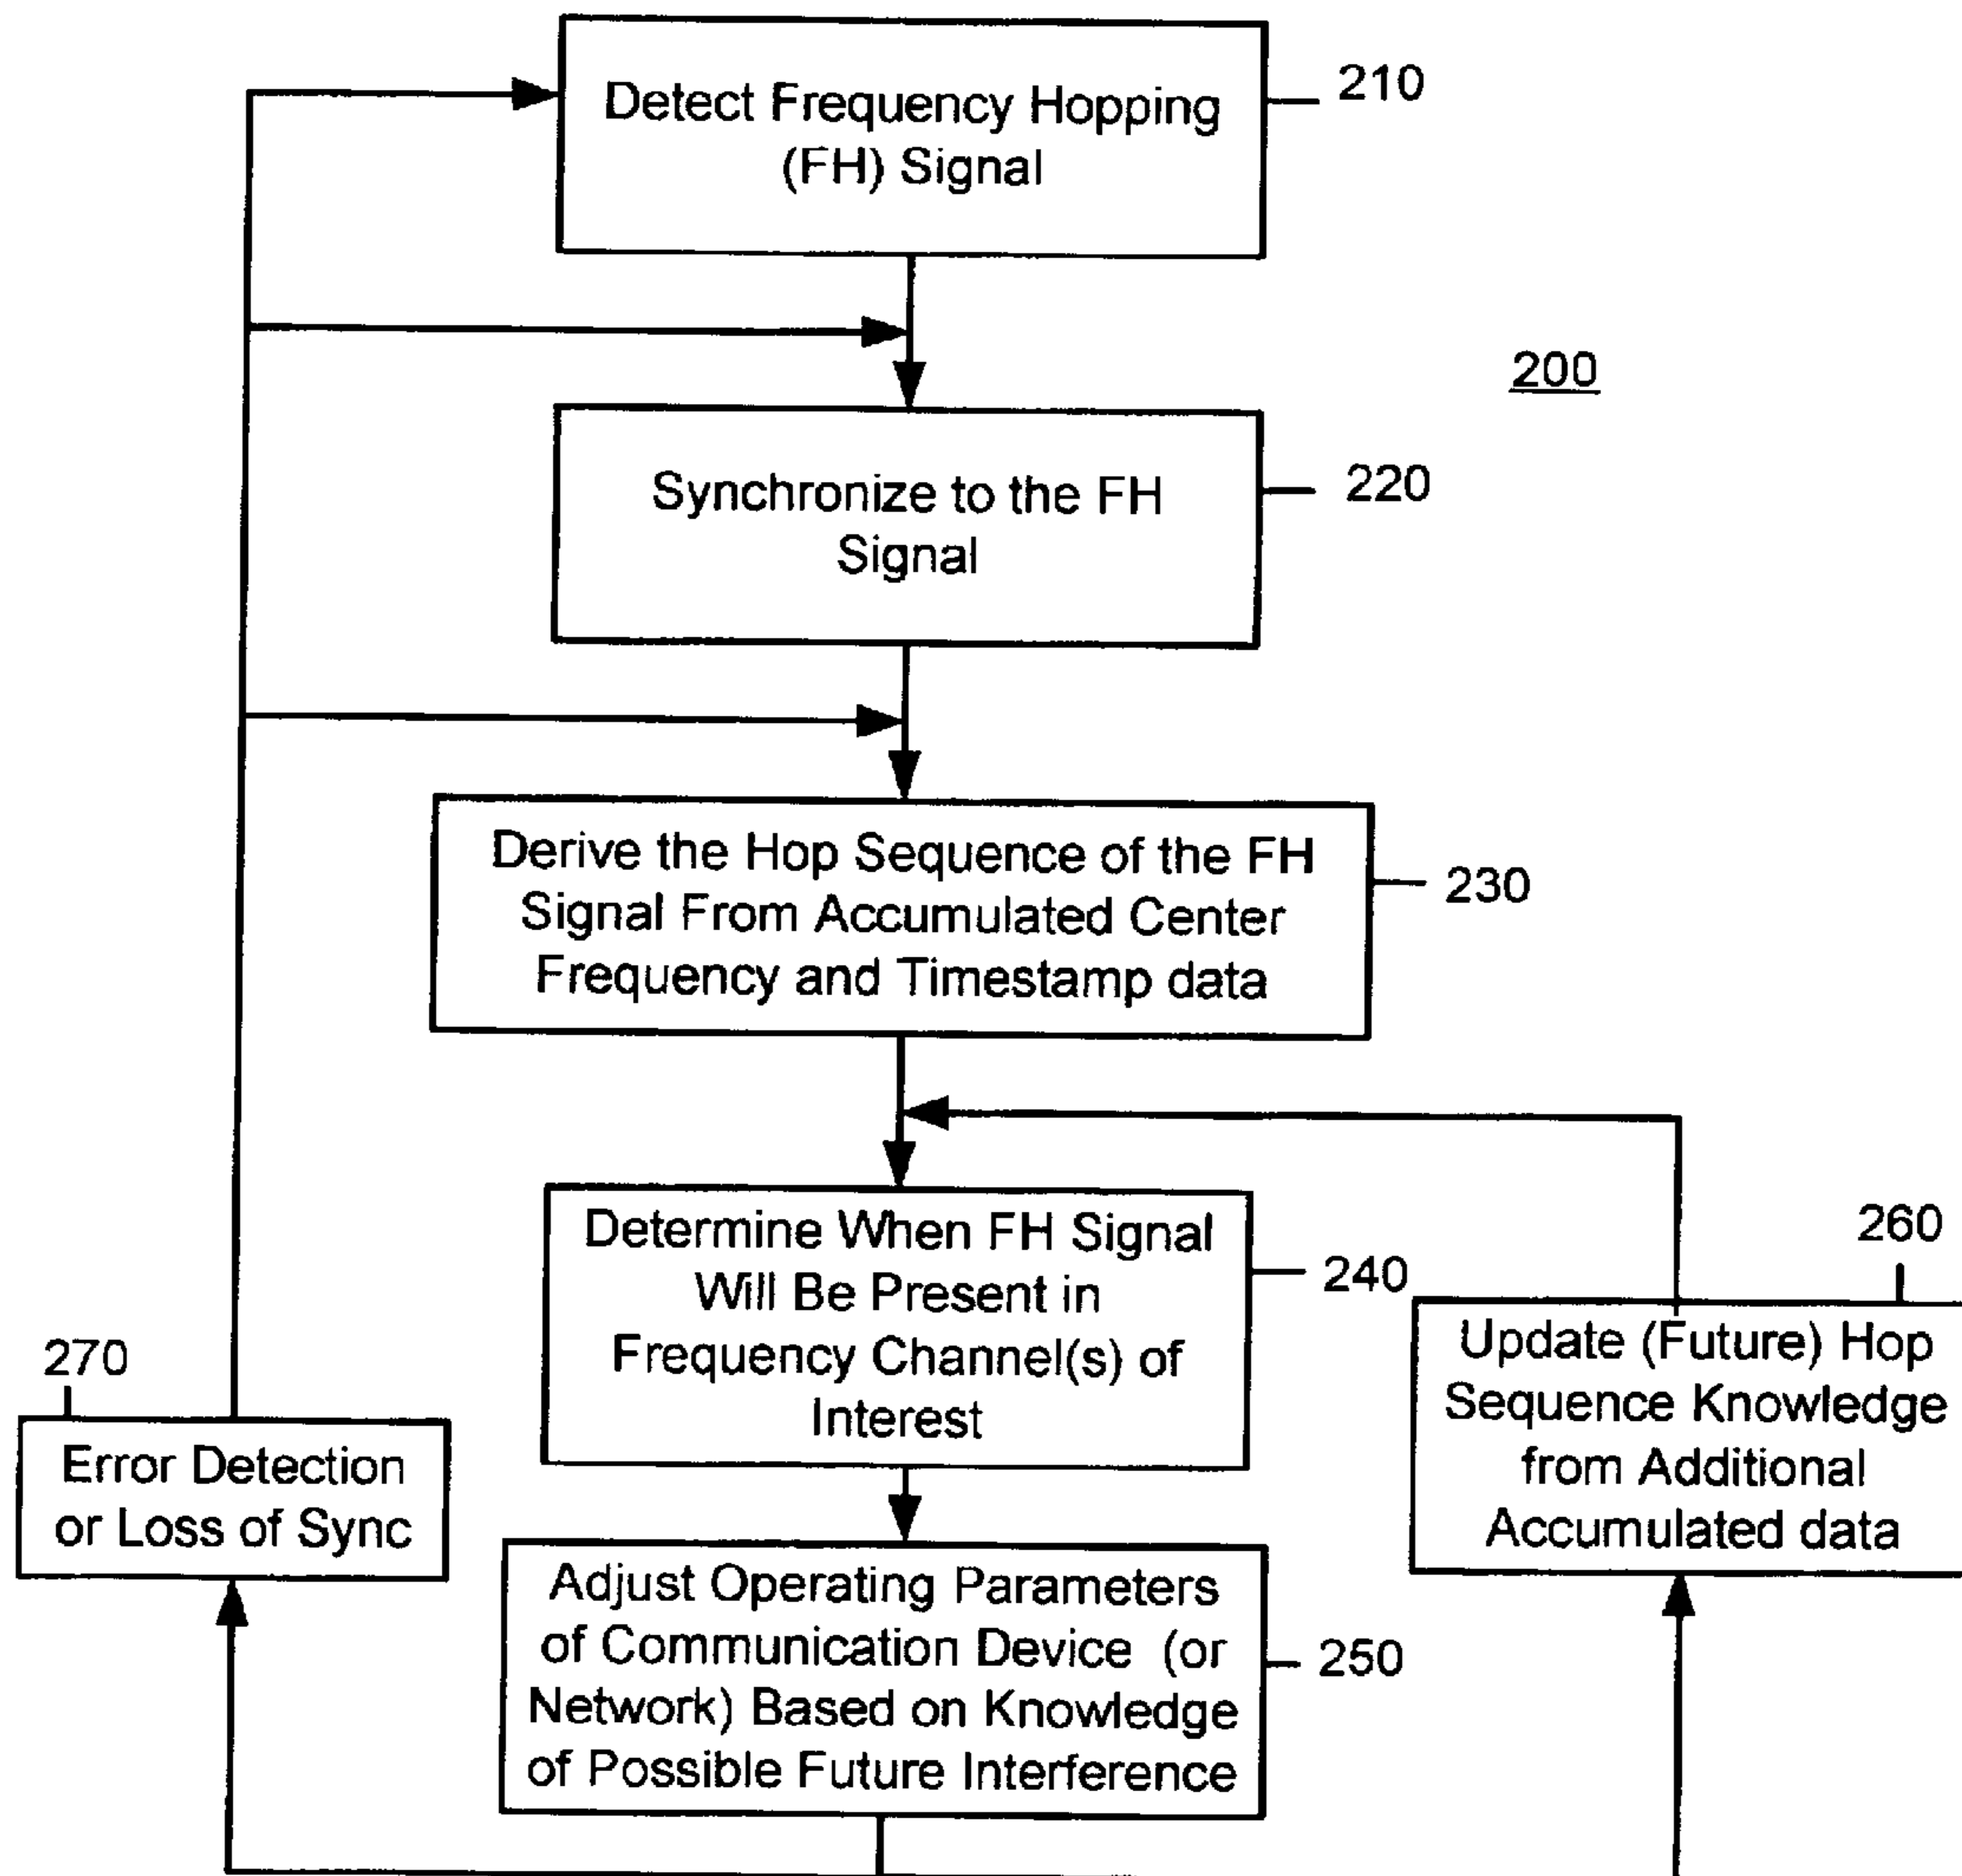 Detect Frequency Hopping
(FH) Signal
210
200
Synchronize to the FH
Signal
220
Derive the Hop Sequence of the FH
Signal From Accumulated Center
Frequency and Timestamp data
230
Determine When FH Signal
Will Be Present in
Frequency Channel(s) of
Interest
240
260
Update (Future) Hop
Sequence Knowledge
from Additional
Accumulated data
270
Error Detection
or Loss of Sync
Adjust Operating Parameters
of Communication Device (or
Network) Based on Knowledge
of Possible Future Interference
250